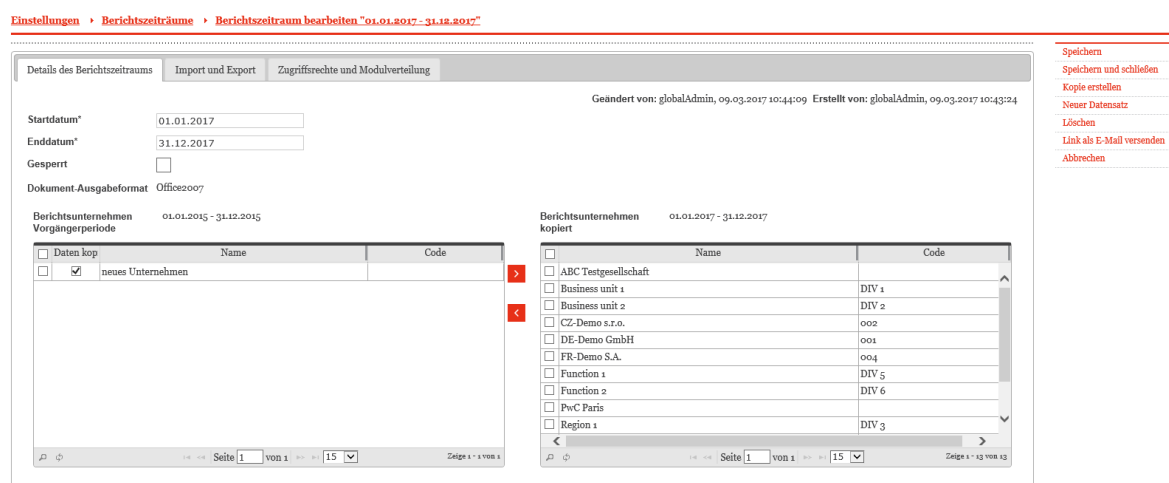 Einstellungen › Berichtszeiträume › Berichtszeitraum bearbeiten "01.01.2017 - 31.12.2017"
Speichern
Speichern und schließen
Kopie erstellen
Neuer Datensatz
Löschen
Link als E-Mail versenden
Abbrechen
Details des Berichtszeitraums Import und Export Zugriffsrechte und Modulverteilung
Geändert von: globalAdmin, 09.03.2017 10:44:09 Erstellt von: globalAdmin, 09.03.2017 10:43:24
Startdatum* 01.01.2017
Enddatum* 31.12.2017
Gesperrt
Dokument-Ausgabeformat Office2007
Berichtsunternehmen 01.01.2015 - 31.12.2015
Vorgängerperiode
Daten kop Name Code
neues Unternehmen
Seite 1 von 1 15 Zeige 1 - 1 von 1
Berichtsunternehmen 01.01.2017 - 31.12.2017
kopiert
Name Code
ABC Testgesellschaft
Business unit 1 DIV 1
Business unit 2 DIV 2
CZ-Demo s.r.o. 002
DE-Demo GmbH 001
FR-Demo S.A. 004
Function 1 DIV 5
Function 2 DIV 6
PwC Paris
Region 1 DIV 3
Seite 1 von 1 15 Zeige 1 - 13 von 13